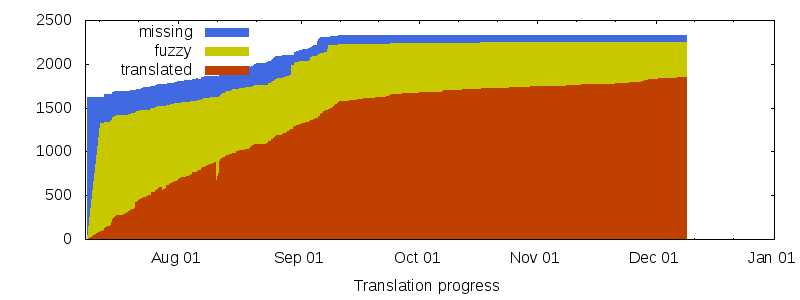 2500
2000
1500
1000
500
0
missing
fuzzy
translated
Aug 01 Sep 01 Oct 01 Nov 01 Dec 01 Jan 01
Translation progress